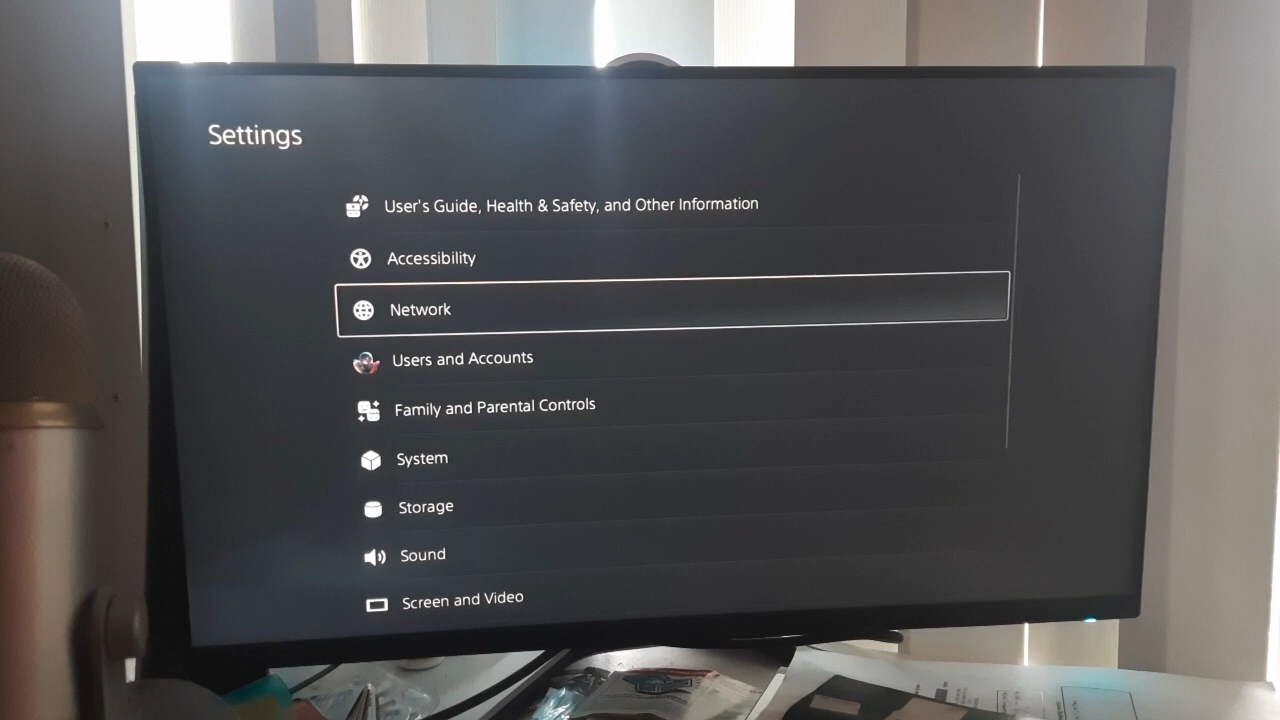 Settings
User's Guide, Health & Safety, and Other Information
Accessibility
Network
Users and Accounts
Family and Parental Controls
System
Storage
Sound
Screen and Video